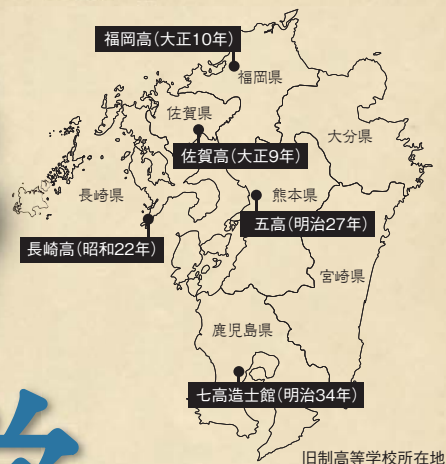 福岡高(大正10年)
福岡県
佐賀県
大分県
佐賀高(大正9年)
長崎県
熊本県
五高(明治27年)
長崎高(昭和22年)
宮崎県
鹿児島県
七高造士館(明治34年)
旧制高等学校所在地